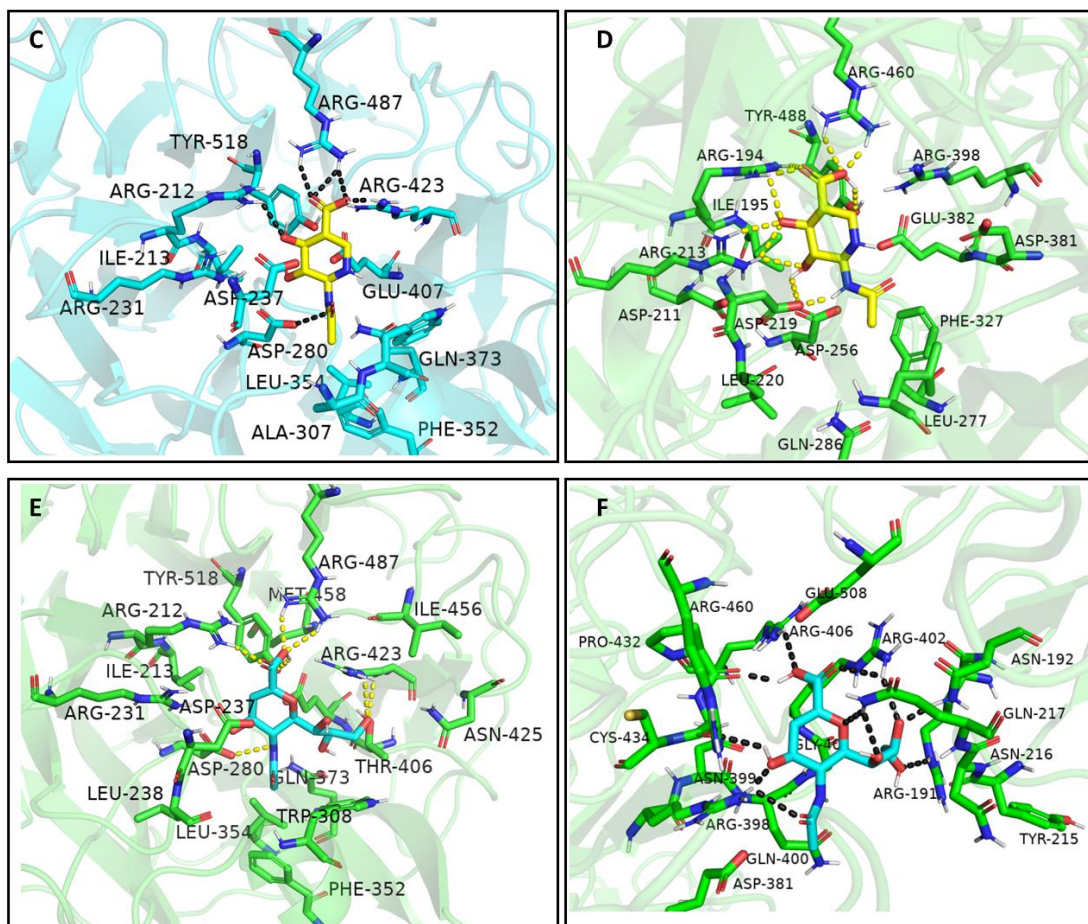 C
ARG-487
TYR-518
ARG-212
ARG-423
ILE-213
ASP-237
GLU-407
ARG-231
ASP-280
GLN-373
LEU-354
ALA-307
PHE-352
D
ARG-460
TYR-488
ARG-194
ARG-398
ILE 195
GLU-382
ARG-213
ASP-381
ASP-211
ASP-219
PHE-327
ASP-256
LEU-220
LEU-277
GLN-286
E
ARG-487
TYR-518
MET-458
ARG-212
ILE-456
ARG-423
ILE-213
ARG-231
ASP-237
ASN-425
ASP-280
THR-406
GLN-373
LEU-238
TRP-308
LEU-354
PHE-352
F
GLU-508
ARG-460
ARG-406
ARG-402
PRO-432
ASN-192
GLN-217
CYS-434
ASN-216
ASN-399
ARG-191
ARG-398
TYR-215
GLN-400
ASP-381